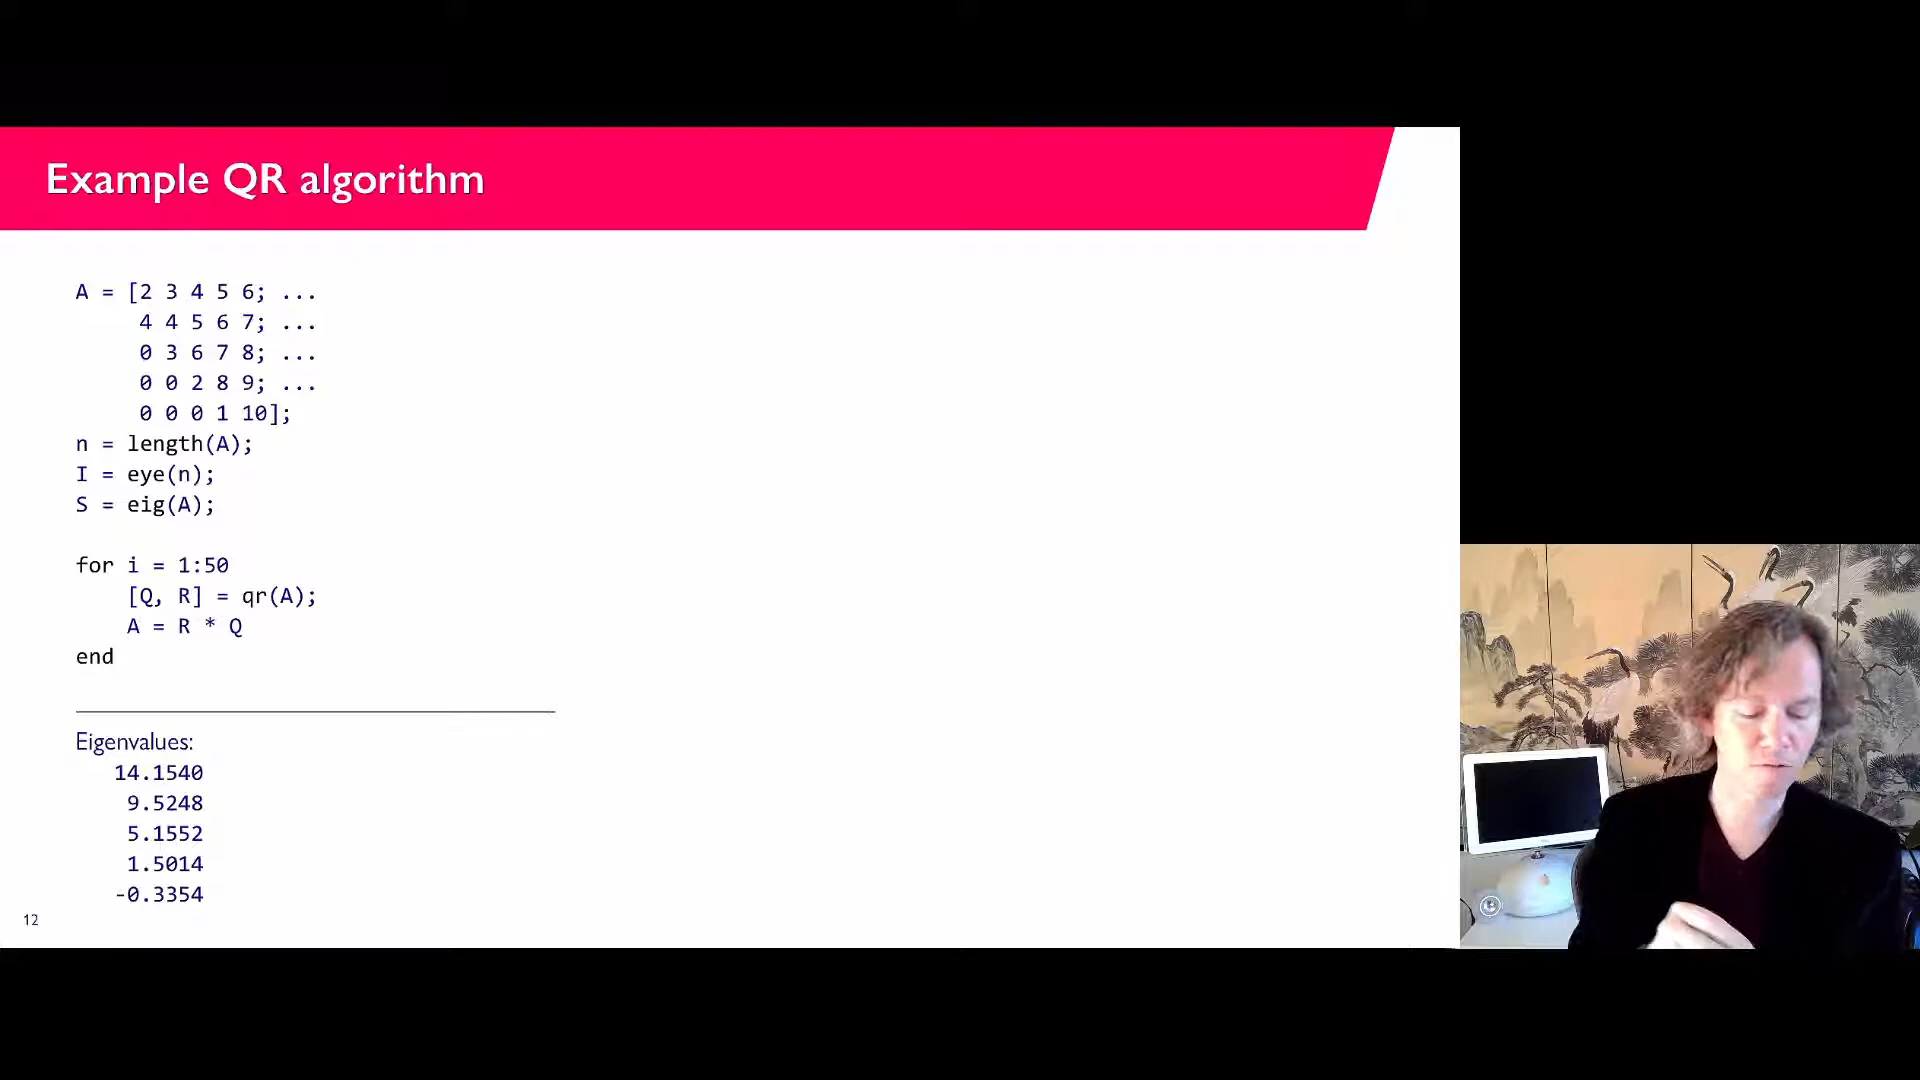 Example QR algorithm
A = [2 3 4 5 6; ...
4 4 5 6 7; ...
0 3 6 7 8; ...
0 0 2 8 9; ...
0 0 0 1 10];
n = length(A);
I = eye(n);
S = eig(A);
for i = 1:50
[Q, R] = qr(A);
A = R * Q
end
Eigenvalues:
14.1540
9.5248
5.1552
1.5014
-0.3354
12